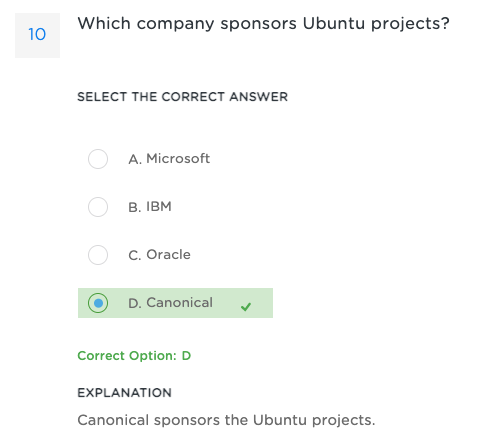 10
Which company sponsors Ubuntu projects?
SELECT THE CORRECT ANSWER
A. Microsoft
B. IBM
C. Oracle
D. Canonical
Correct Option: D
EXPLANATION
Canonical sponsors the Ubuntu projects.